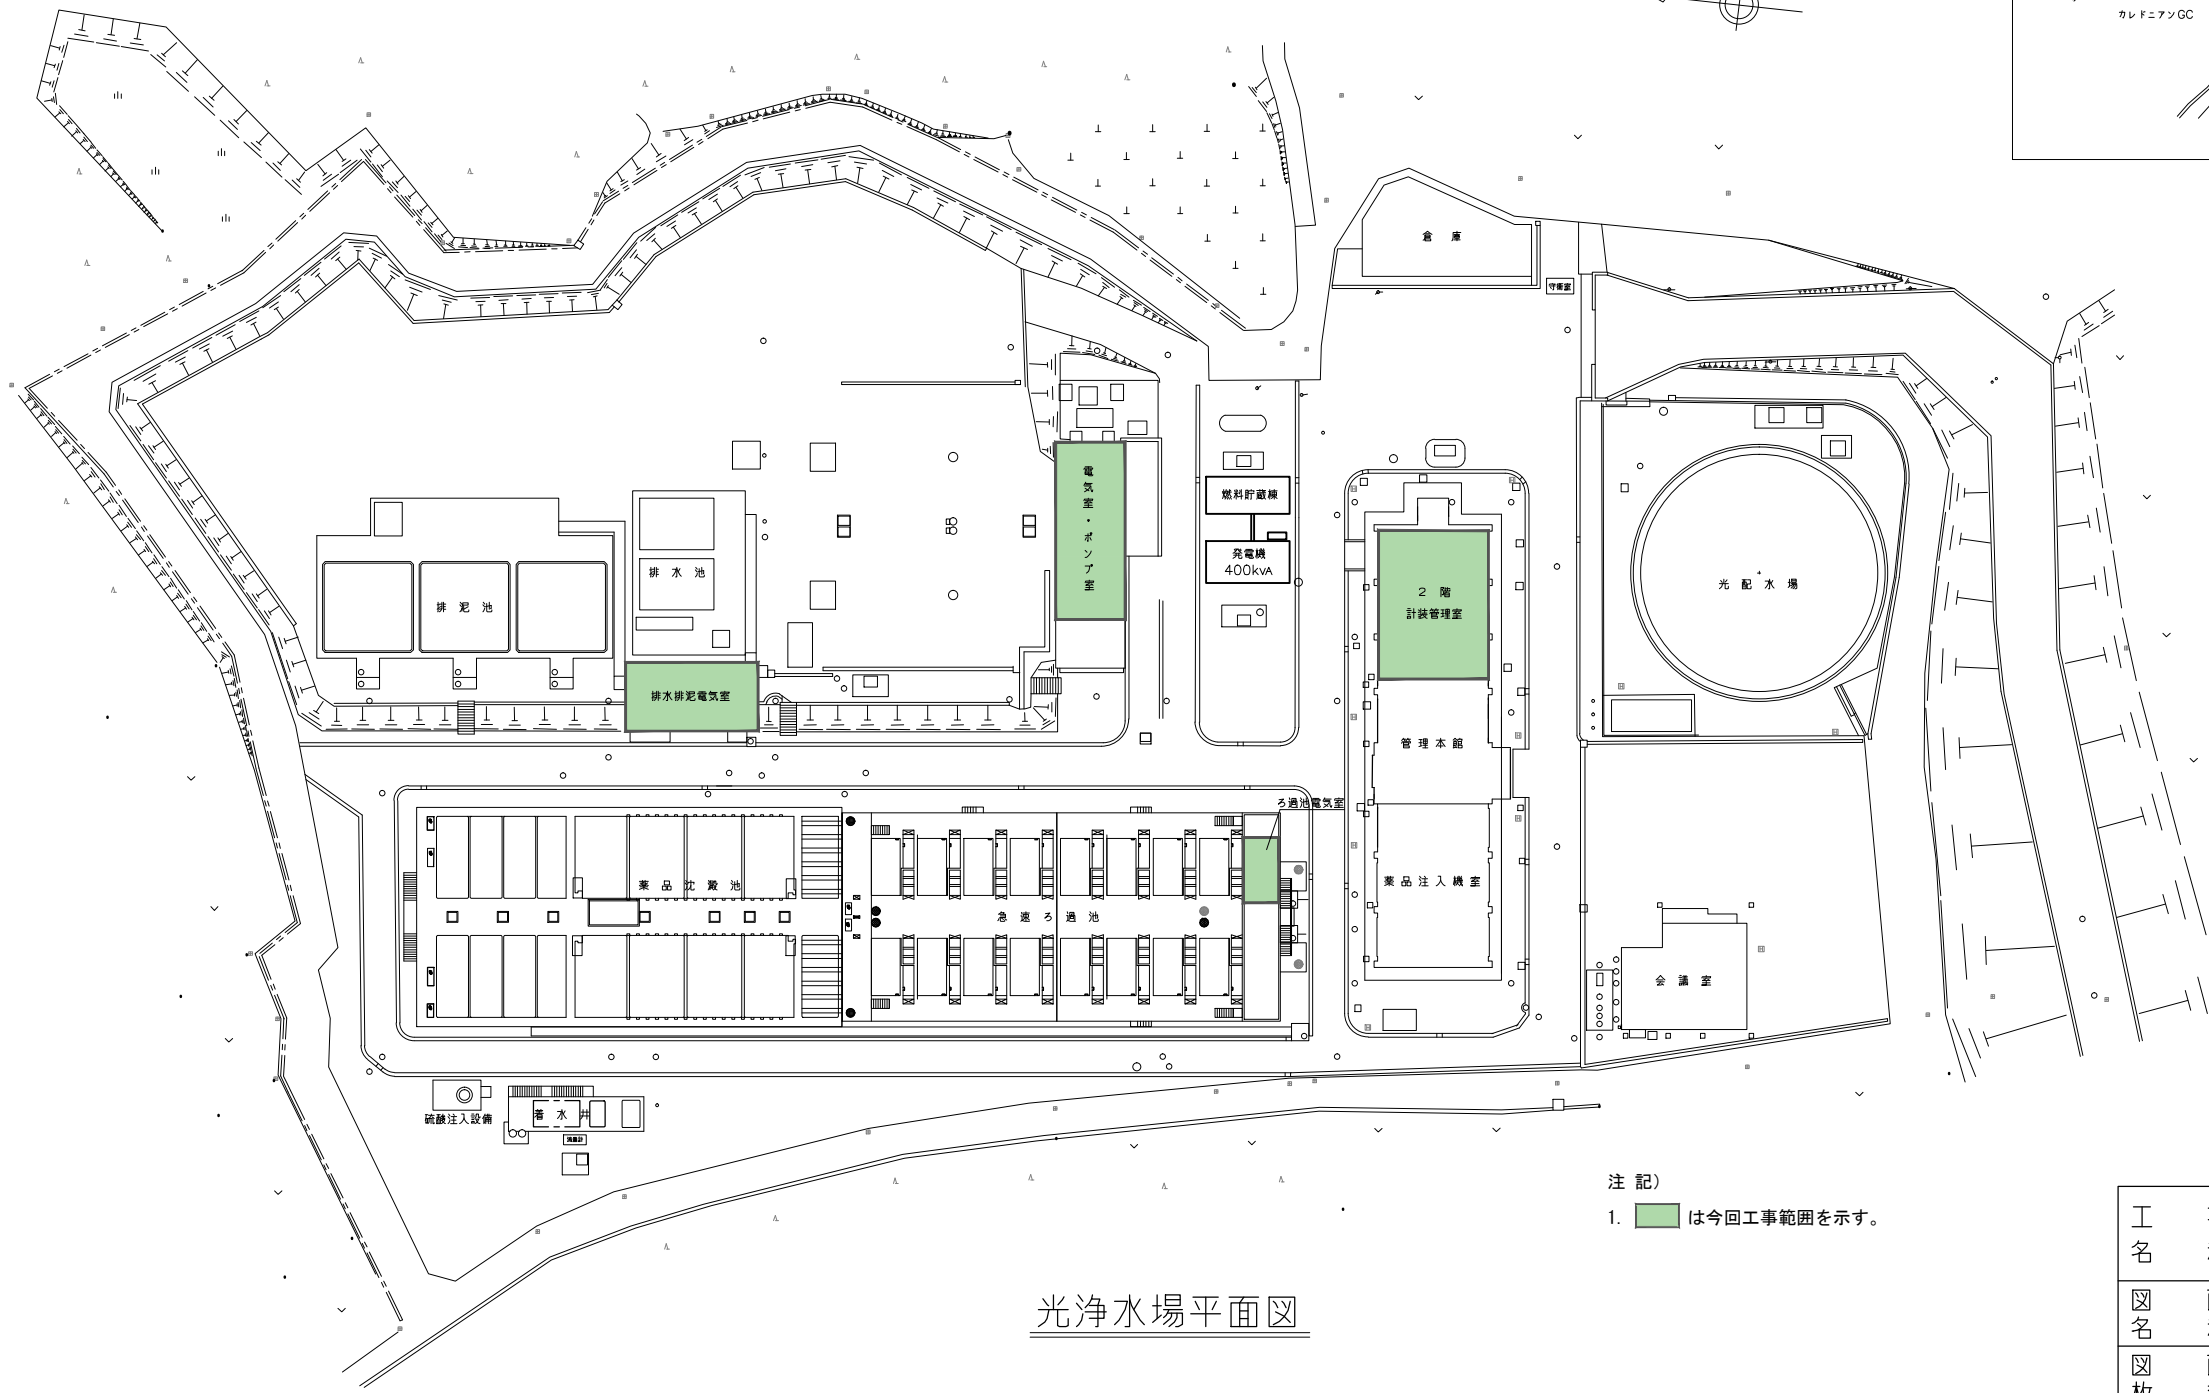 カレドニアンGC
倉庫
守衛室
電気室・ポンプ室
燃料貯蔵棟
発電機
400kVA
排水池
排泥池
2階
計装管理室
光配水場
排水排泥電気室
管理本館
ろ過池電気室
薬品沈澱池
急速ろ過池
薬品注入機室
会議室
硫酸注入設備
着水井
流量計
注 記)
1. は今回工事範囲を示す。
光浄水場平面図
工
名
図
名
図